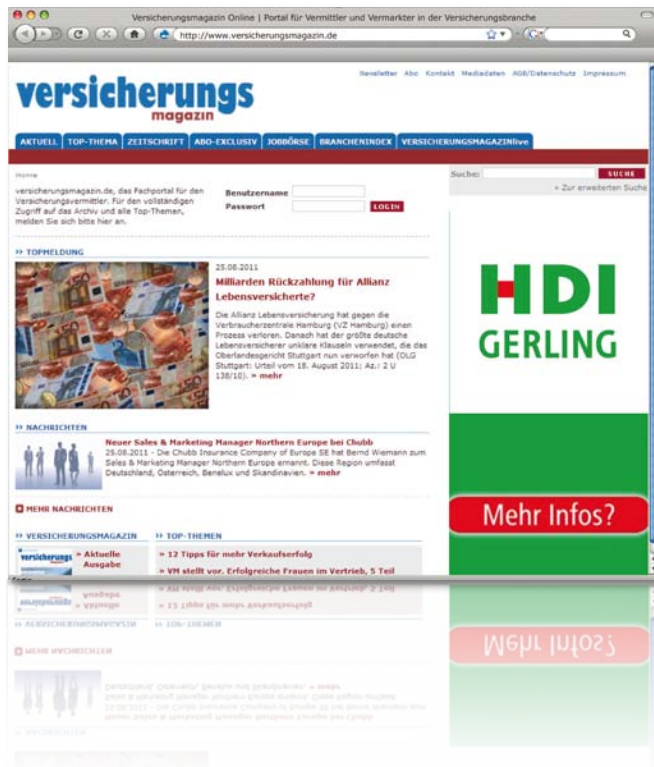 Versicherungsmagazin Online | Portal für Vermittler und Vermarkter in der Versicherungsbranche
http://www.versicherungsmagazin.de
Newsletter Abo Kontakt Mediadaten AGB/Datenschutz Impressum
versicherungs
magazin
AKTUELL TOP-THEMA ZEITSCHRIFT ABO-EXCLUSIV JOBBÖRSE BRANCHENINDEX VERSICHERUNGSMAGAZINlive
Home
Suche: SUCHE
» Zur erweiterten Suche
versicherungsmagazin.de, das Fachportal für den
Versicherungsvermittler. Für den vollständigen
Zugriff auf das Archiv und alle Top-Themen,
melden Sie sich bitte hier an.
Benutzername
Passwort LOGIN
» TOPMELDUNG
25.08.2011
Milliarden Rückzahlung für Allianz
Lebensversicherte?
Die Allianz Lebensversicherung hat gegen die
Verbraucherzentrale Hamburg (VZ Hamburg) einen
Prozess verloren. Danach hat der größte deutsche
Lebensversicherer unklare Klauseln verwendet, die das
Oberlandesgericht Stuttgart nun verworfen hat (OLG
Stuttgart: Urteil vom 18. August 2011; Az.: 2 U
138/10). » mehr
HDI
GERLING
» NACHRICHTEN
Neuer Sales & Marketing Manager Northern Europe bei Chubb
25.08.2011 - Die Chubb Insurance Company of Europe SE hat Bernd Wiemann zum
Sales & Marketing Manager Northern Europe ernannt. Diese Region umfasst
Deutschland, Österreich, Benelux und Skandinavien. » mehr
MEHR NACHRICHTEN
Mehr Infos?
» VERSICHERUNGSMAGAZIN
versicherungs
» Aktuelle
Ausgabe
» TOP-THEMEN
» 12 Tipps für mehr Verkaufserfolg
» VM stellt vor. Erfolgreiche Frauen im Vertrieb, 5 Teil